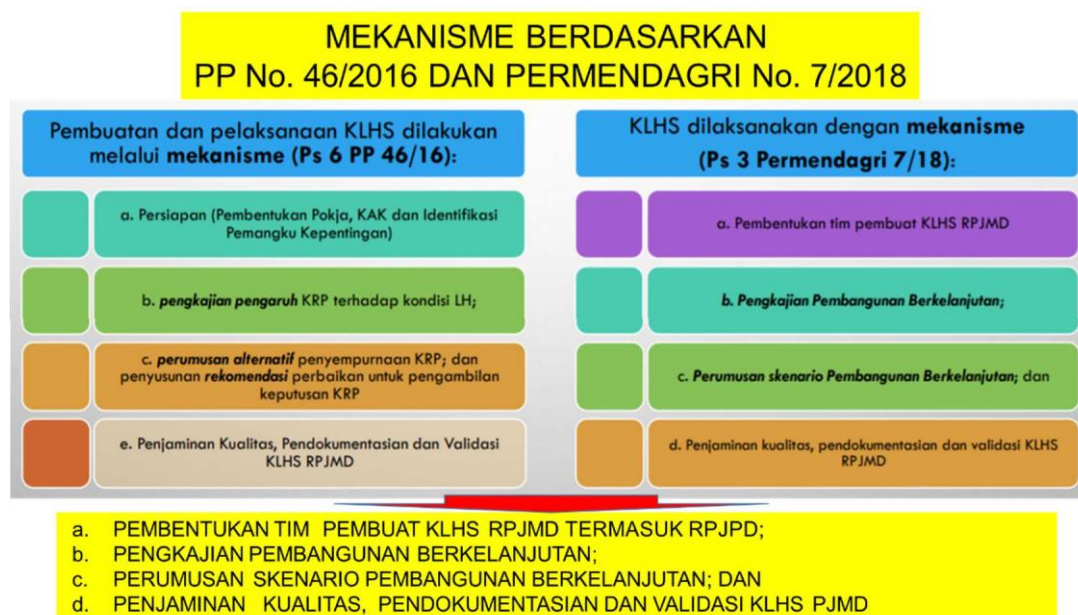 MEKANISME BERDASARKAN
PP No. 46/2016 DAN PERMENDAGRI No. 7/2018
Pembuatan dan pelaksanaan KLHS dilakukan
melalui mekanisme (Ps 6 PP 46/16):
a. Persiapan (Pembentukan Pokja, KAK dan Identifikasi
Pemangku Kepentingan)
b. pengkajian pengaruh KRP terhadap kondisi LH;
c. perumusan alternatif penyempurnaan KRP; dan
penyusunan rekomendasi perbaikan untuk pengambilan
keputusan KRP
e. Penjaminan Kualitas, Pendokumentasian dan Validasi
KLHS RPJMD
KLHS dilaksanakan dengan mekanisme
(Ps 3 Permendagri 7/18):
a. Pembentukan tim pembuat KLHS RPJMD
b. Pengkajian Pembangunan Berkelanjutan;
c. Perumusan skenario Pembangunan Berkelanjutan; dan
d. Penjaminan kualitas, pendokumentasian dan validasi KLHS
RPJMD
a. PEMBENTUKAN TIM PEMBUAT KLHS RPJMD TERMASUK RPJPD;
b. PENGKAJIAN PEMBANGUNAN BERKELANJUTAN;
c. PERUMUSAN SKENARIO PEMBANGUNAN BERKELANJUTAN; DAN
d. PENJAMINAN KUALITAS, PENDOKUMENTASIAN DAN VALIDASI KLHS PJMD